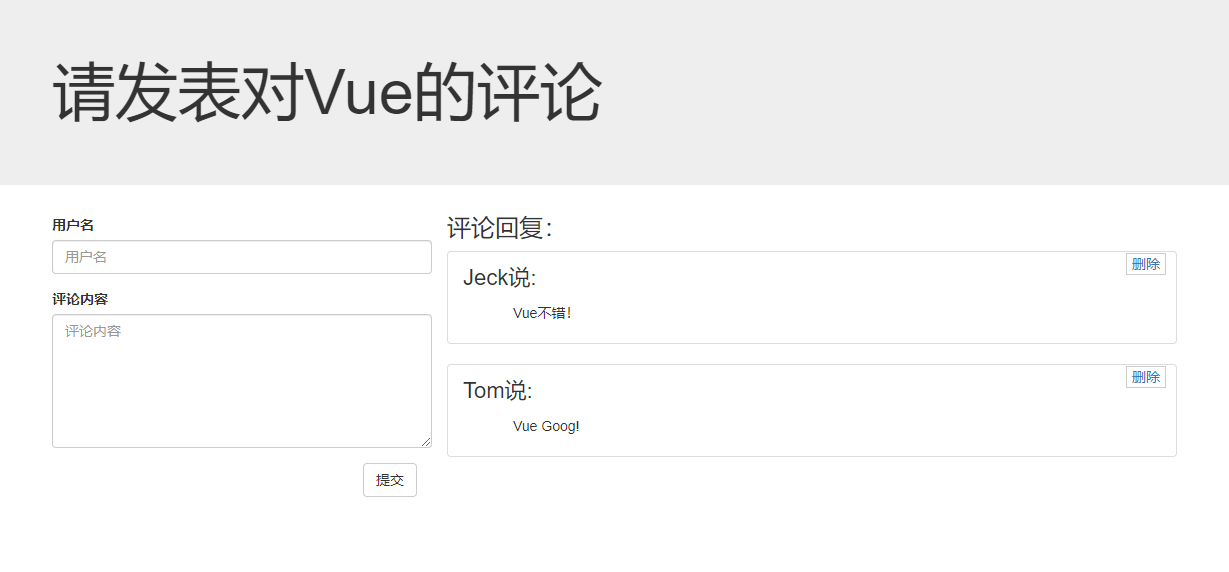 请发表对Vue的评论
用户名
用户名
评论内容
评论内容
提交
评论回复：
删除
Jeck说:
Vue不错！
删除
Tom说:
Vue Goog!